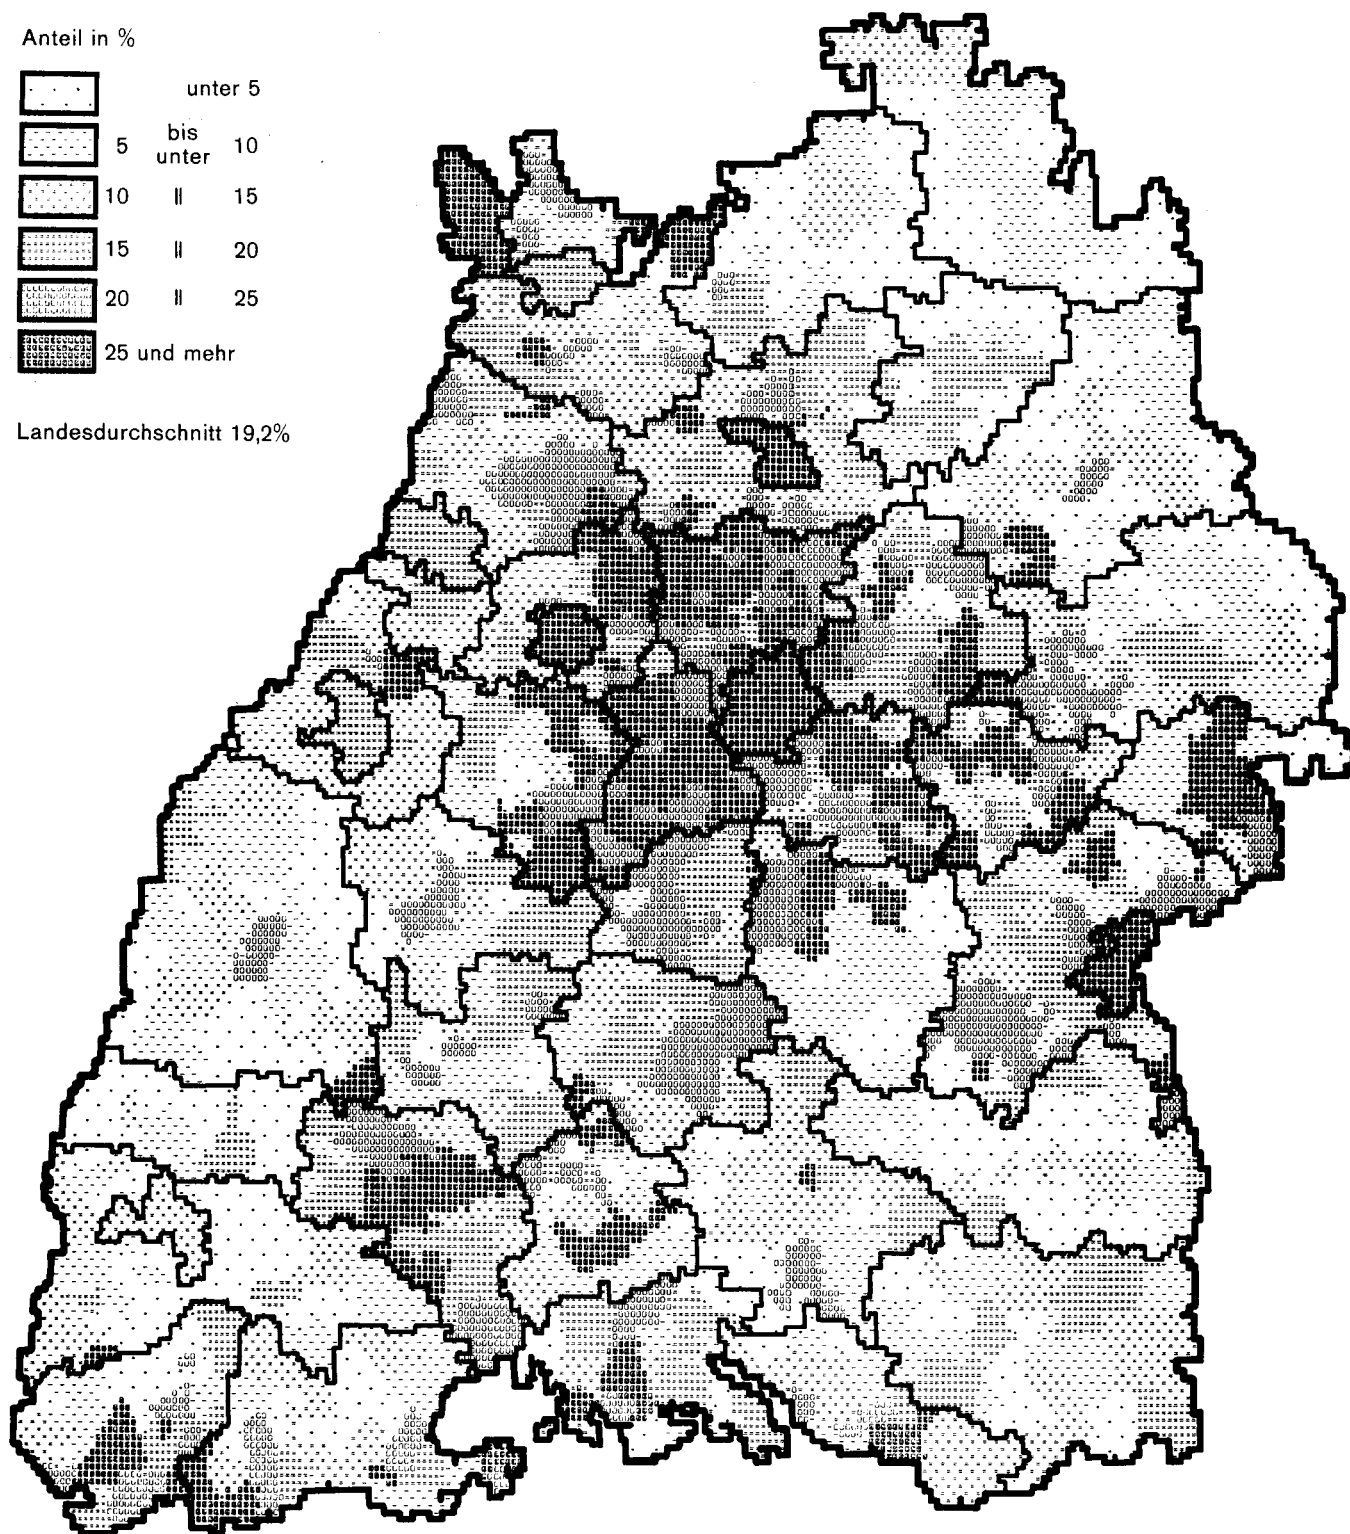 Anteil in %
unter 5
5 bis unter 10
10 " 15
15 " 20
20 " 25
25 und mehr
Landesdurchschnitt 19,2%